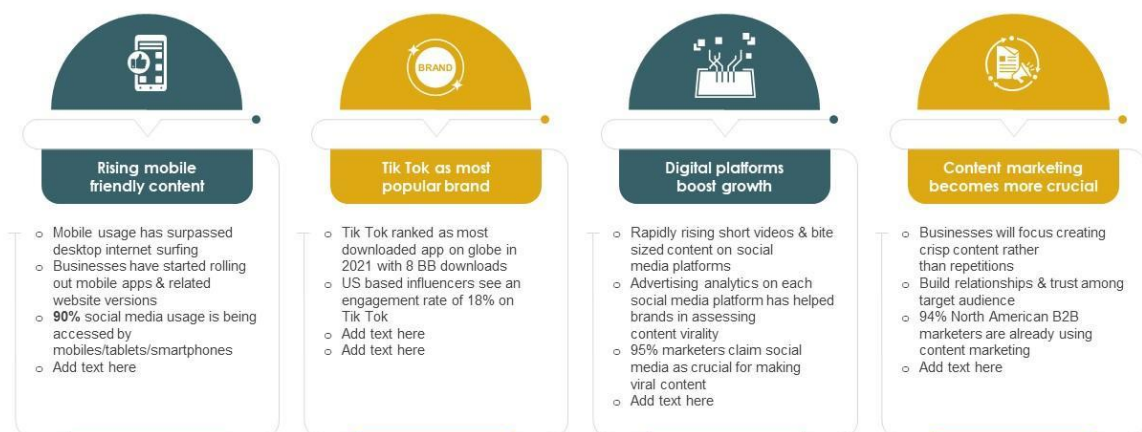 BRAND
Rising mobile
friendly content
o Mobile usage has surpassed
desktop internet surfing
o Businesses have started rolling
out mobile apps & related
website versions
o 90% social media usage is being
accessed by
mobiles/tablets/smartphones
o Add text here
Tik Tok as most
popular brand
o Tik Tok ranked as most
downloaded app on globe in
2021 with 8 BB downloads
o US based influencers see an
engagement rate of 18% on
Tik Tok
o Add text here
o Add text here
Digital platforms
boost growth
o Rapidly rising short videos & bite
sized content on social
media platforms
o Advertising analytics on each
social media platform has helped
brands in assessing
content virality
o 95% marketers claim social
media as crucial for making
viral content
o Add text here
Content marketing
becomes more crucial
o Businesses will focus creating
crisp content rather
than repetitions
o Build relationships & trust among
target audience
o 94% North American B2B
marketers are already using
content marketing
o Add text here